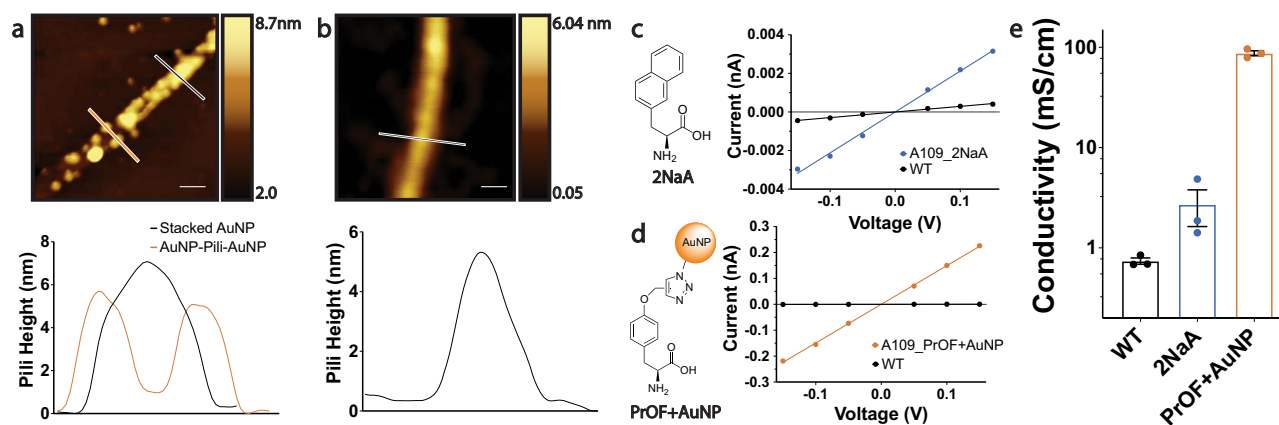 a
8.7nm
2.0
Stacked AuNP
AuNP-Pili-AuNP
Pili Height (nm)
8
6
4
2
0
b
6.04 nm
0.05
Pili Height (nm)
6
4
2
0
c
OH
NH2
2NaA
Current (nA)
0.004
0.002
0.000
-0.002
-0.004
A109_2NaA
WT
-0.1
0.0
0.1
Voltage (V)
d
AuNP
N
N
N
O
O
OH
NH2
PrOF+AuNP
Current (nA)
0.3
0.2
0.1
0.0
-0.1
-0.2
-0.3
A109_PrOF+AuNP
WT
-0.1
0.0
0.1
Voltage (V)
e
Conductivity (mS/cm)
100
10
1
WT
2NaA
PrOF+AuNP